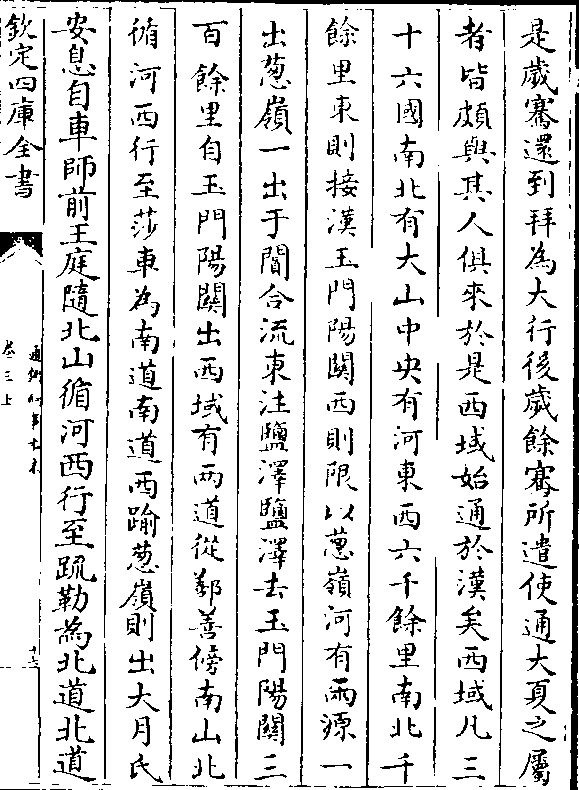 是歲騫還到拜為大行後歲餘騫所遣使通大夏之屬
者皆頗與其人俱來於是西域始通於漢矣西域凡三
十六國南北有大山中央有河東西六千餘里南北千
餘里東則接漢玉門陽關西則限以蔥嶺河有兩源一
出蔥嶺一出于闐合流東注鹽澤鹽澤去玉門陽關三
百餘里自玉門陽關出西域有兩道從鄯善傍南山北
循河西行至莎車為南道南道西踰蔥嶺則出大月氏
安息自車師前王庭隨北山循河西行至疏勒為北道北道
欽定四庫全書
通鑑紀事本末
卷三上